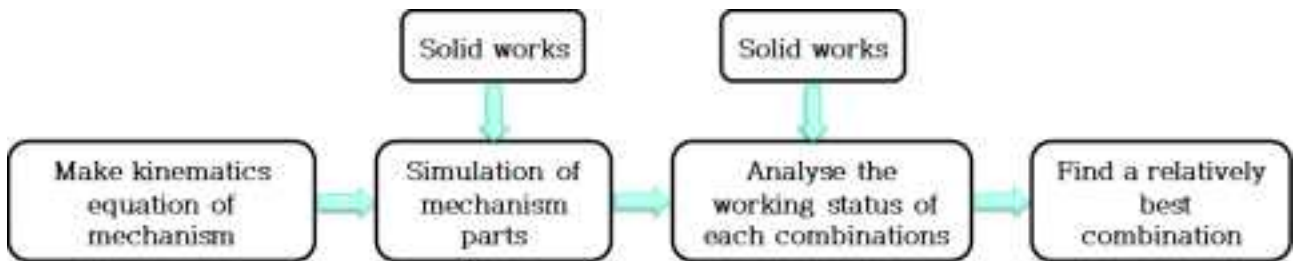 Solid works
Solid works
Make kinematics
equation of
mechanism
Simulation of
mechanism
parts
Analyse the
working status of
each combinations
Find a relatively
best
combination